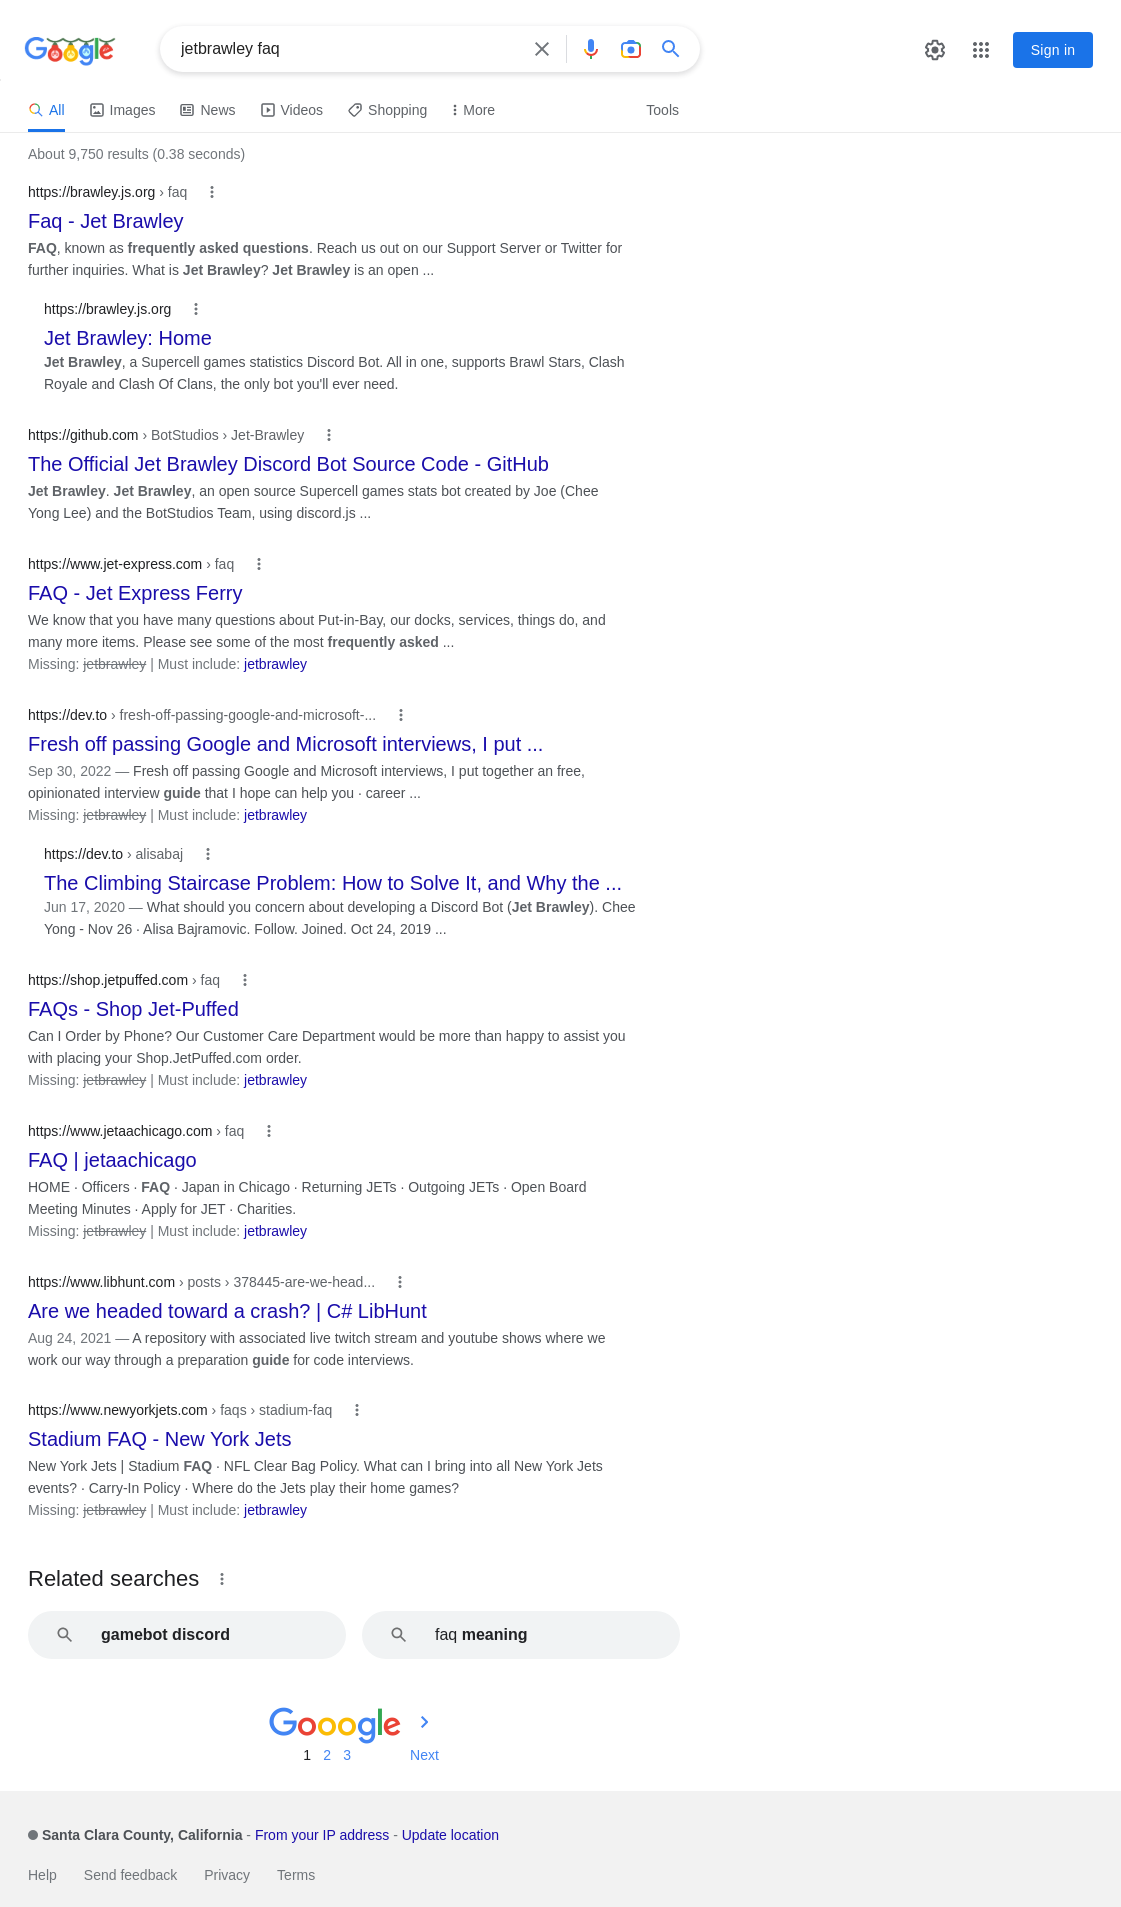 Google
jetbrawley faq
Sign in
All
Images
News
Videos
Shopping
More
Tools
About 9,750 results (0.38 seconds)
https://brawley.js.org › faq
Faq - Jet Brawley
FAQ, known as frequently asked questions. Reach us out on our Support Server or Twitter for
further inquiries. What is Jet Brawley? Jet Brawley is an open ...
https://brawley.js.org
Jet Brawley: Home
Jet Brawley, a Supercell games statistics Discord Bot. All in one, supports Brawl Stars, Clash
Royale and Clash Of Clans, the only bot you'll ever need.
https://github.com › BotStudios › Jet-Brawley
The Official Jet Brawley Discord Bot Source Code - GitHub
Jet Brawley. Jet Brawley, an open source Supercell games stats bot created by Joe (Chee
Yong Lee) and the BotStudios Team, using discord.js ...
https://www.jet-express.com › faq
FAQ - Jet Express Ferry
We know that you have many questions about Put-in-Bay, our docks, services, things do, and
many more items. Please see some of the most frequently asked ...
Missing: jetbrawley | Must include: jetbrawley
https://dev.to › fresh-off-passing-google-and-microsoft-...
Fresh off passing Google and Microsoft interviews, I put ...
Sep 30, 2022 — Fresh off passing Google and Microsoft interviews, I put together an free,
opinionated interview guide that I hope can help you · career ...
Missing: jetbrawley | Must include: jetbrawley
https://dev.to › alisabaj
The Climbing Staircase Problem: How to Solve It, and Why the ...
Jun 17, 2020 — What should you concern about developing a Discord Bot (Jet Brawley). Chee
Yong - Nov 26 · Alisa Bajramovic. Follow. Joined. Oct 24, 2019 ...
https://shop.jetpuffed.com › faq
FAQs - Shop Jet-Puffed
Can I Order by Phone? Our Customer Care Department would be more than happy to assist you
with placing your Shop.JetPuffed.com order.
Missing: jetbrawley | Must include: jetbrawley
https://www.jetaachicago.com › faq
FAQ | jetaachicago
HOME · Officers · FAQ · Japan in Chicago · Returning JETs · Outgoing JETs · Open Board
Meeting Minutes · Apply for JET · Charities.
Missing: jetbrawley | Must include: jetbrawley
https://www.libhunt.com › posts › 378445-are-we-head...
Are we headed toward a crash? | C# LibHunt
Aug 24, 2021 — A repository with associated live twitch stream and youtube shows where we
work our way through a preparation guide for code interviews.
https://www.newyorkjets.com › faqs › stadium-faq
Stadium FAQ - New York Jets
New York Jets | Stadium FAQ · NFL Clear Bag Policy. What can I bring into all New York Jets
events? · Carry-In Policy · Where do the Jets play their home games?
Missing: jetbrawley | Must include: jetbrawley
Related searches
gamebot discord
faq meaning
Gooogle
1 2 3 Next
Santa Clara County, California - From your IP address - Update location
Help Send feedback Privacy Terms